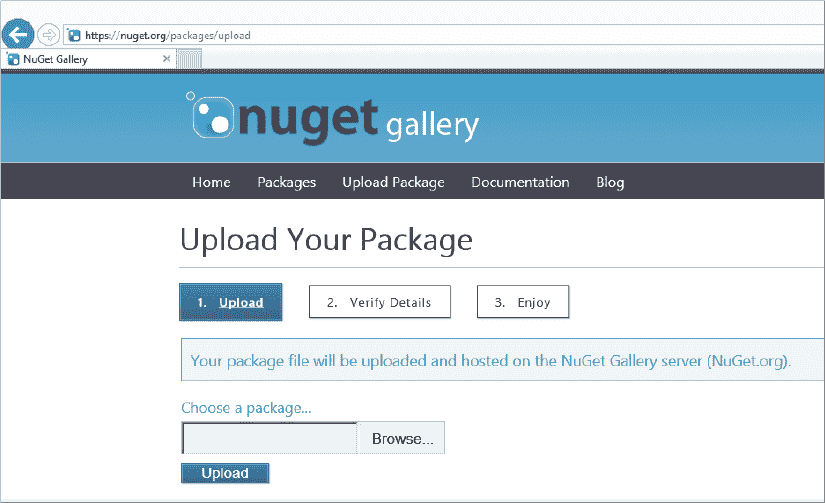 https://nuget.org/packages/upload
NuGet Gallery
nuget gallery
Home Packages Upload Package Documentation Blog
Upload Your Package
1. Upload 2. Verify Details 3. Enjoy
Your package file will be uploaded and hosted on the NuGet Gallery server (NuGet.org).
Choose a package...
Browse...
Upload